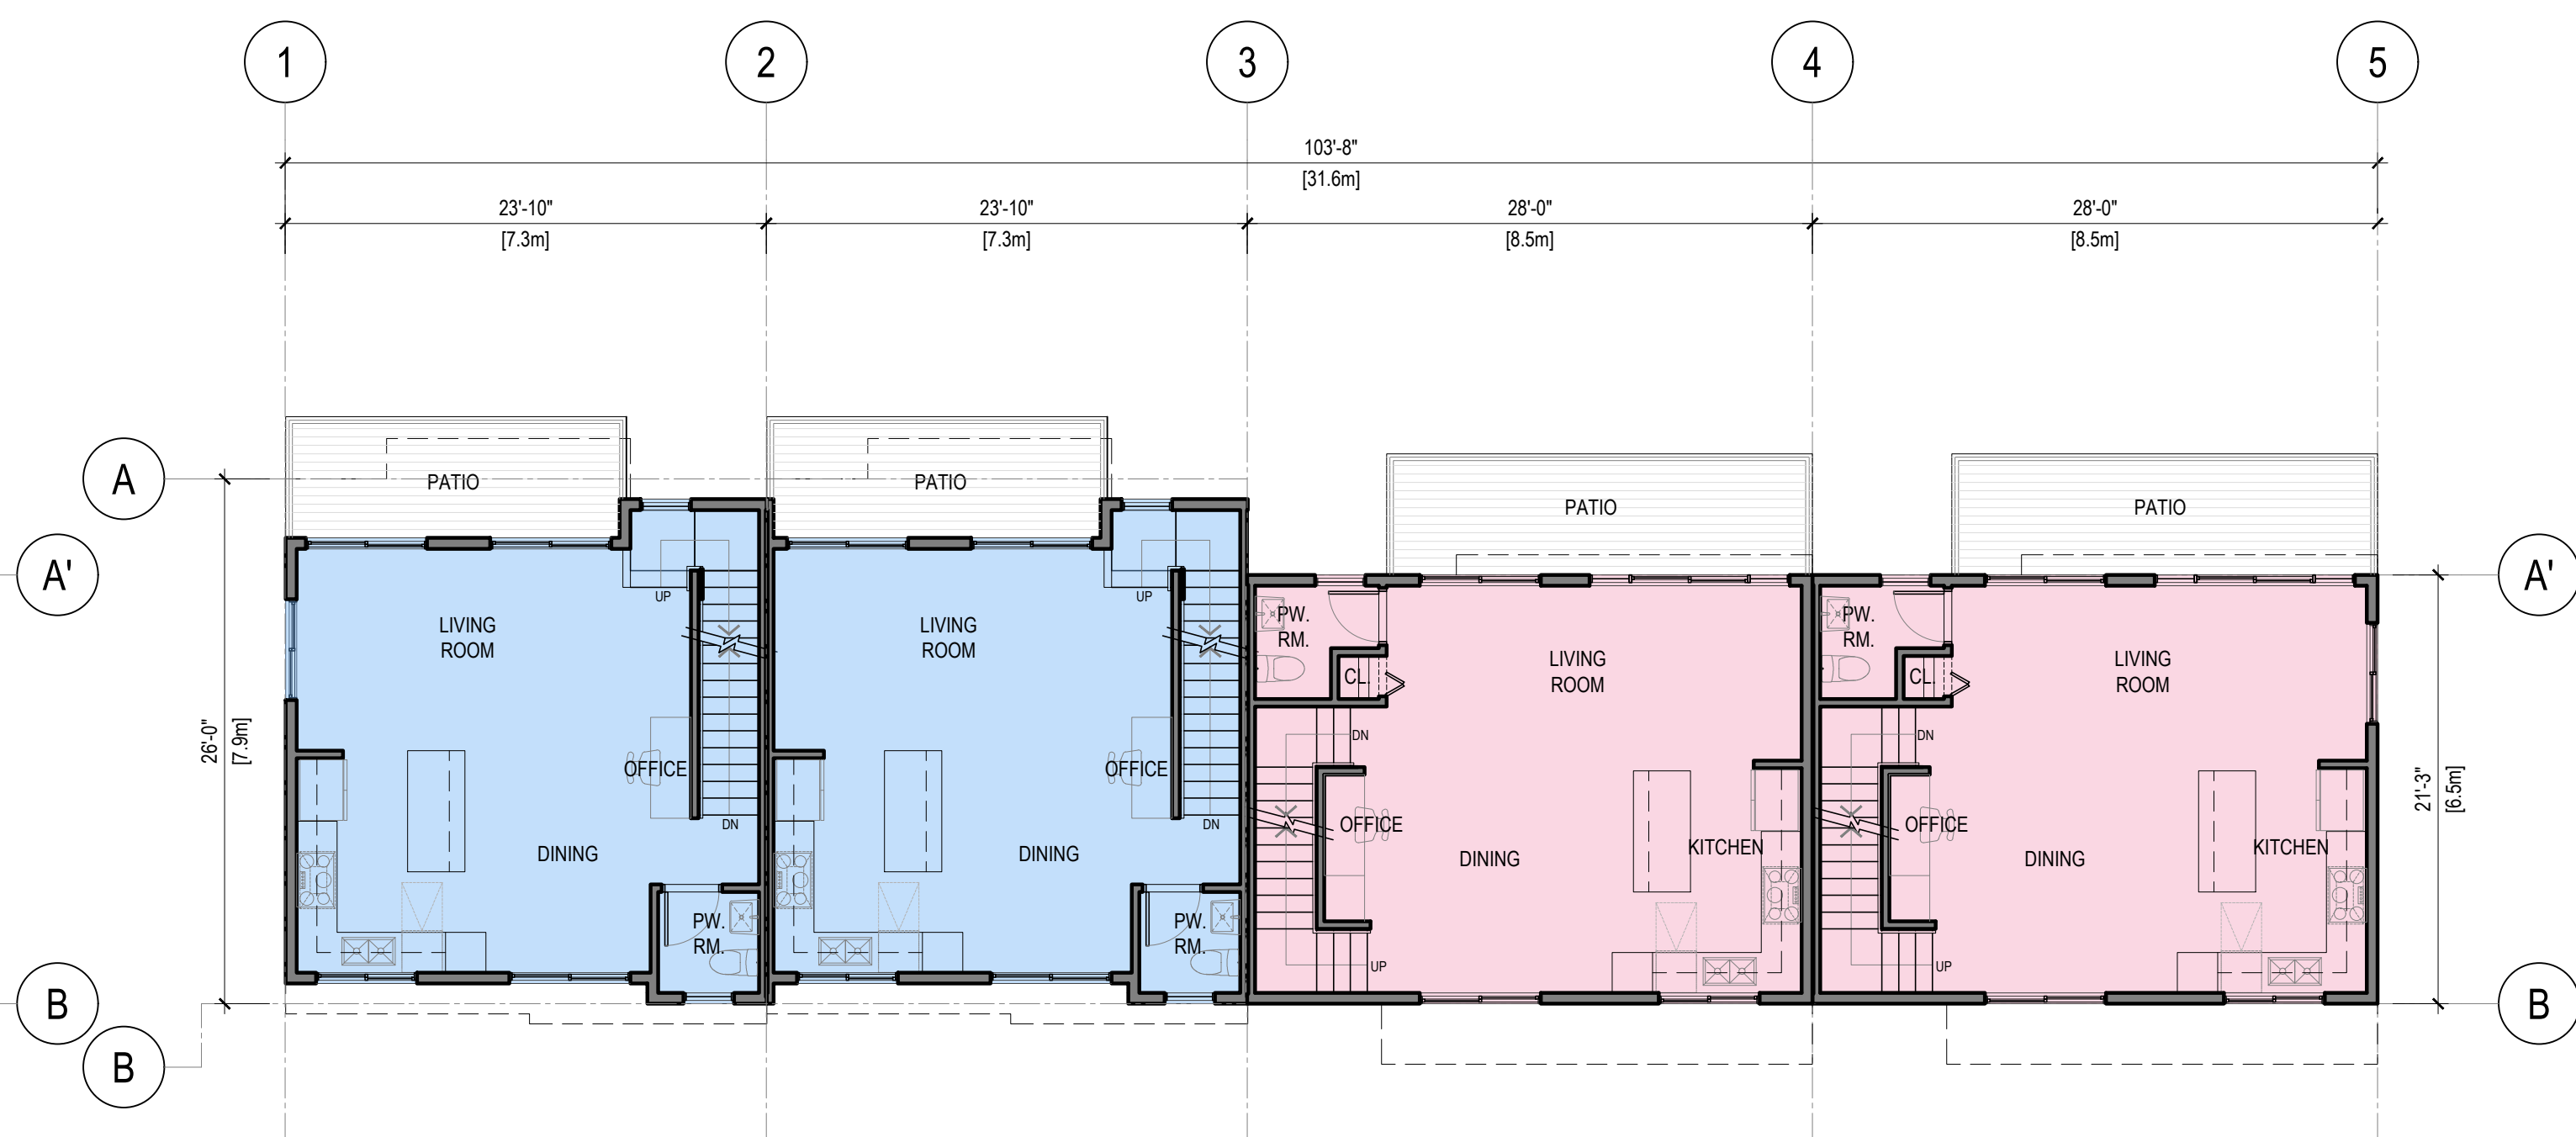 1 2 3 4 5
103'-8"
[31.6m]
23'-10" 23'-10" 28'-0" 28'-0"
[7.3m] [7.3m] [8.5m] [8.5m]
A
A' A'
PATIO PATIO PATIO PATIO
UP UP
PW. PW.
RM. RM.
LIVING LIVING LIVING LIVING
ROOM ROOM ROOM ROOM
CL. CL.
26'-0"
[7.9m]
DN DN
OFFICE OFFICE OFFICE OFFICE
21'-3"
[6.5m]
DN DN
DINING DINING DINING KITCHEN DINING KITCHEN
PW. PW.
RM. RM.
UP UP
B B
B